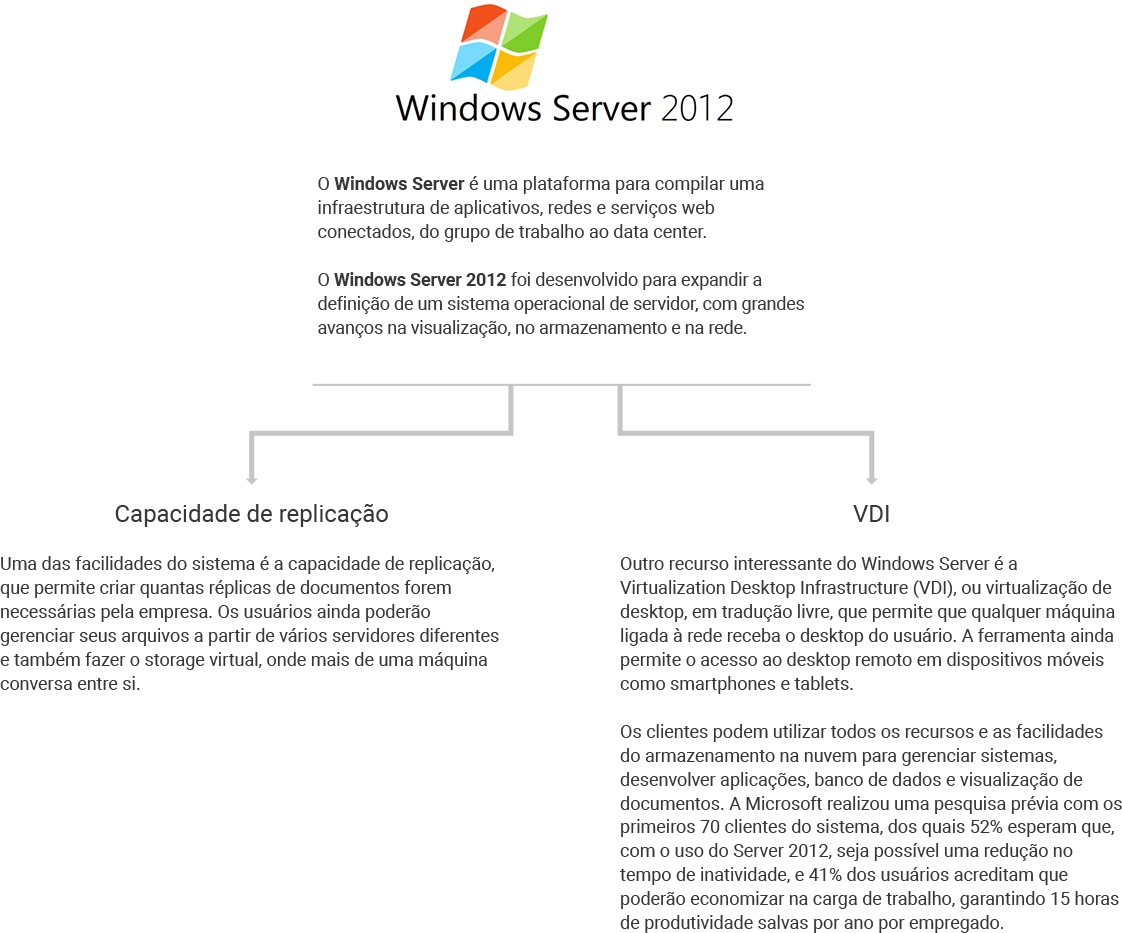 Windows Server 2012
O Windows Server é uma plataforma para compilar uma
infraestrutura de aplicativos, redes e serviços web
conectados, do grupo de trabalho ao data center.
O Windows Server 2012 foi desenvolvido para expandir a
definição de um sistema operacional de servidor, com grandes
avanços na visualização, no armazenamento e na rede.
Capacidade de replicação
Uma das facilidades do sistema é a capacidade de replicação,
que permite criar quantas réplicas de documentos forem
necessárias pela empresa. Os usuários ainda poderão
gerenciar seus arquivos a partir de vários servidores diferentes
e também fazer o storage virtual, onde mais de uma máquina
conversa entre si.
VDI
Outro recurso interessante do Windows Server é a
Virtualization Desktop Infrastructure (VDI), ou virtualização de
desktop, em tradução livre, que permite que qualquer máquina
ligada à rede receba o desktop do usuário. A ferramenta ainda
permite o acesso ao desktop remoto em dispositivos móveis
como smartphones e tablets.
Os clientes podem utilizar todos os recursos e as facilidades
do armazenamento na nuvem para gerenciar sistemas,
desenvolver aplicações, banco de dados e visualização de
documentos. A Microsoft realizou uma pesquisa prévia com os
primeiros 70 clientes do sistema, dos quais 52% esperam que,
com o uso do Server 2012, seja possível uma redução no
tempo de inatividade, e 41% dos usuários acreditam que
poderão economizar na carga de trabalho, garantindo 15 horas
de produtividade salvas por ano por empregado.